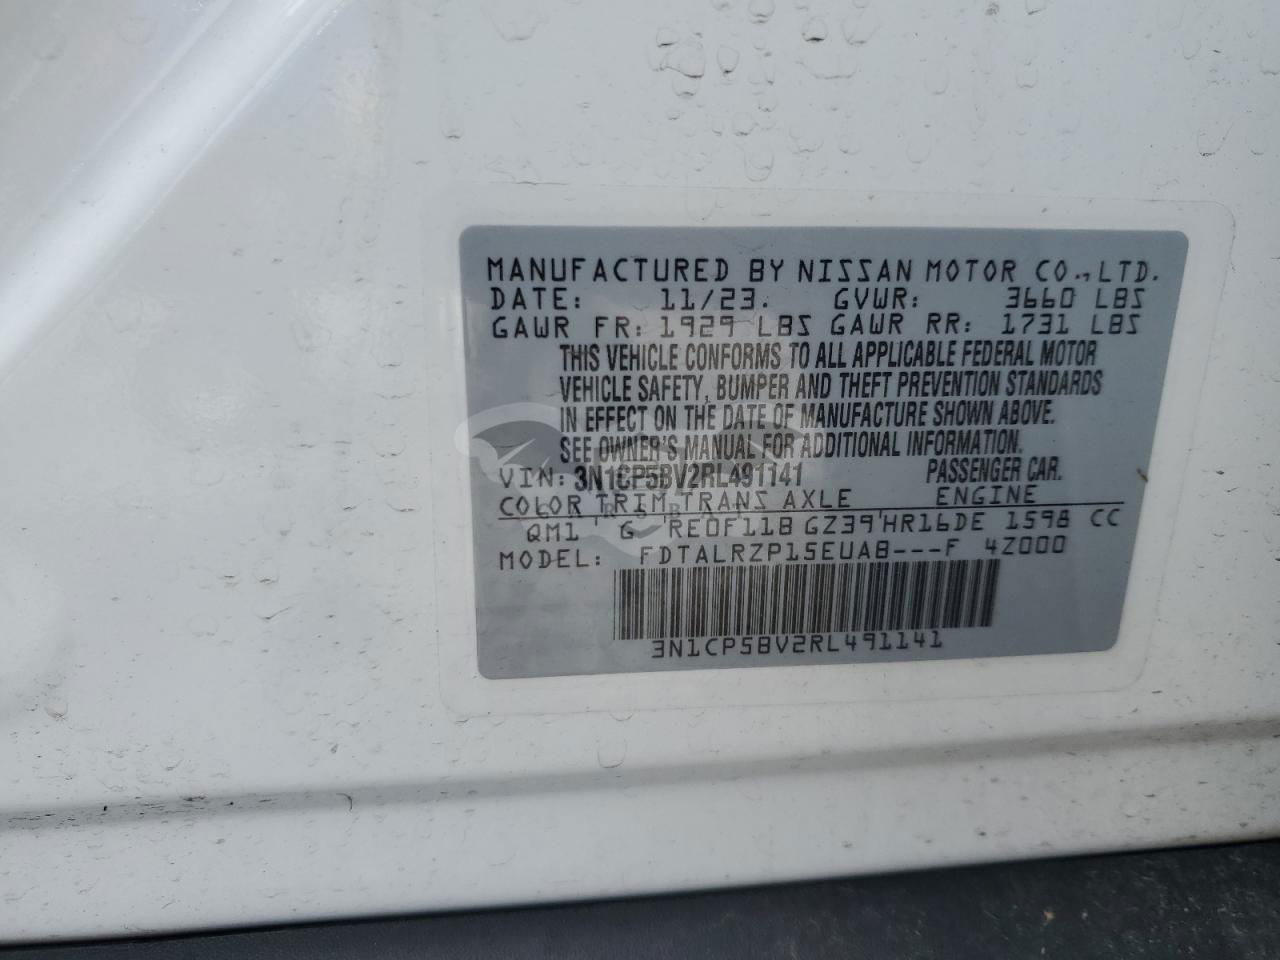 MANUFACTURED BY NISSAN MOTOR CO., LTD.
DATE: 11/23. GVWR: 3660 LBS
GAWR FR: 1929 LBS GAWR RR: 1731 LBS
THIS VEHICLE CONFORMS TO ALL APPLICABLE FEDERAL MOTOR
VEHICLE SAFETY, BUMPER AND THEFT PREVENTION STANDARDS
IN EFFECT ON THE DATE OF MANUFACTURE SHOWN ABOVE.
SEE OWNER'S MANUAL FOR ADDITIONAL INFORMATION.
VIN: 3N1CP5BV2RL491141 PASSENGER CAR.
COLOR TRIM TRANS AXLE ENGINE
QM1 G RE0F11B GZ39 HR16DE 1598 CC
MODEL: FDTALRZP15EUAB---F 4Z000
3N1CP5BV2RL491141